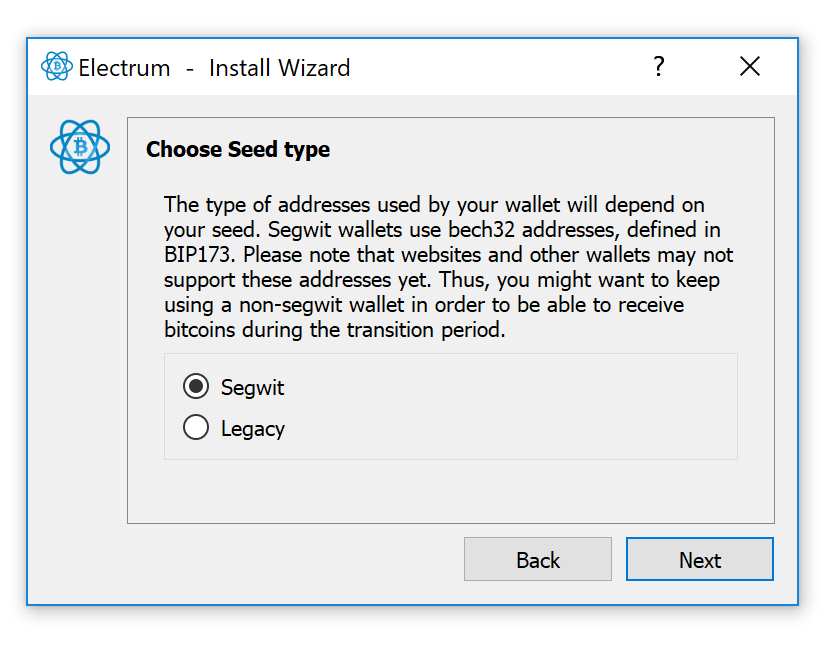 Electrum - Install Wizard
?
Choose Seed type
The type of addresses used by your wallet will depend on
your seed. Segwit wallets use bech32 addresses, defined in
BIP173. Please note that websites and other wallets may not
support these addresses yet. Thus, you might want to keep
using a non-segwit wallet in order to be able to receive
bitcoins during the transition period.
Segwit
Legacy
Back Next